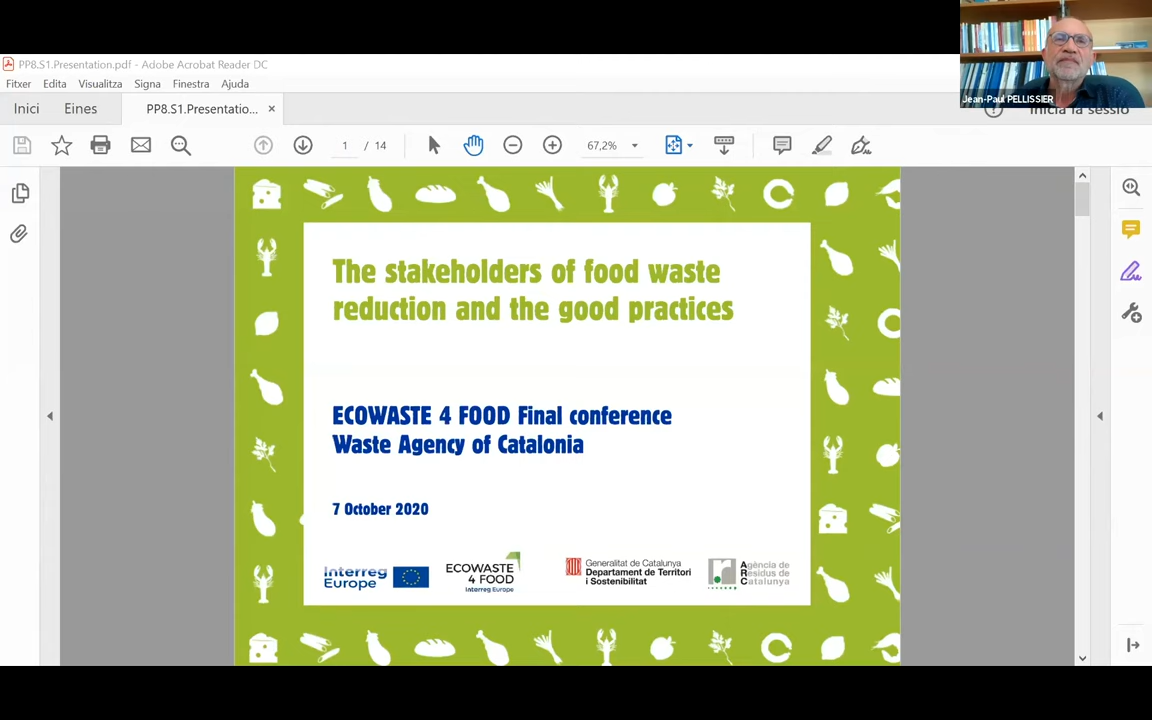 PP8.S1.Presentation.pdf - Adobe Acrobat Reader DC
Fitxer Edita Visualitza Signa Finestra Ajuda
Jean-Paul PELLISSIER
Inici Eines PP8.S1.Presentatio... × Inicia la sessió
1 / 14 67,2%
The stakeholders of food waste
reduction and the good practices
ECOWASTE 4 FOOD Final conference
Waste Agency of Catalonia
7 October 2020
Interreg
Europe
ECOWASTE
4 FOOD
Interreg Europe
Generalitat de Catalunya
Departament de Territori
i Sostenibilitat
Agència de
Residus de
Catalunya